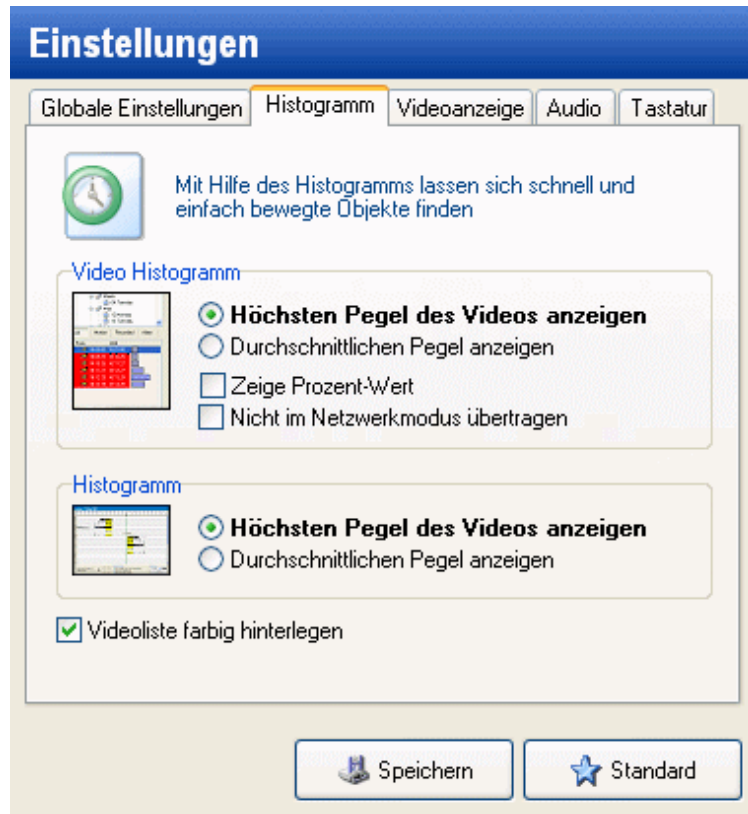 Einstellungen
Globale Einstellungen Histogramm Videoanzeige Audio Tastatur
Mit Hilfe des Histogramms lassen sich schnell und
einfach bewegte Objekte finden
Video Histogramm
Höchsten Pegel des Videos anzeigen
Durchschnittlichen Pegel anzeigen
Zeige Prozent-Wert
Nicht im Netzwerkmodus übertragen
Histogramm
Höchsten Pegel des Videos anzeigen
Durchschnittlichen Pegel anzeigen
Videoliste farbig hinterlegen
Speichern Standard